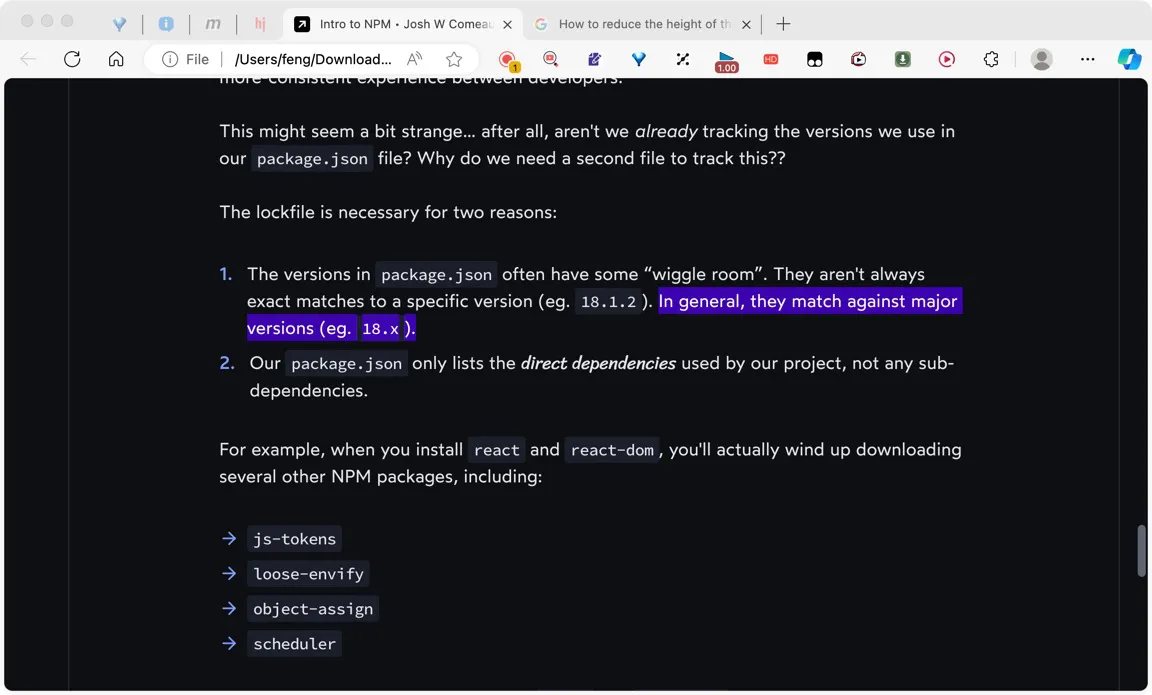 m
hj
Intro to NPM • Josh W Comeau
How to reduce the height of th
File
/Users/feng/Download...
1
1.00
HD
more consistent experience between developers.
This might seem a bit strange… after all, aren't we already tracking the versions we use in
our package.json file? Why do we need a second file to track this??
The lockfile is necessary for two reasons:
1. The versions in package.json often have some “wiggle room”. They aren't always
exact matches to a specific version (eg. 18.1.2 ). In general, they match against major
versions (eg. 18.x ).
2. Our package.json only lists the direct dependencies used by our project, not any sub-
dependencies.
For example, when you install react and react-dom , you'll actually wind up downloading
several other NPM packages, including:
→ js-tokens
→ loose-envify
→ object-assign
→ scheduler